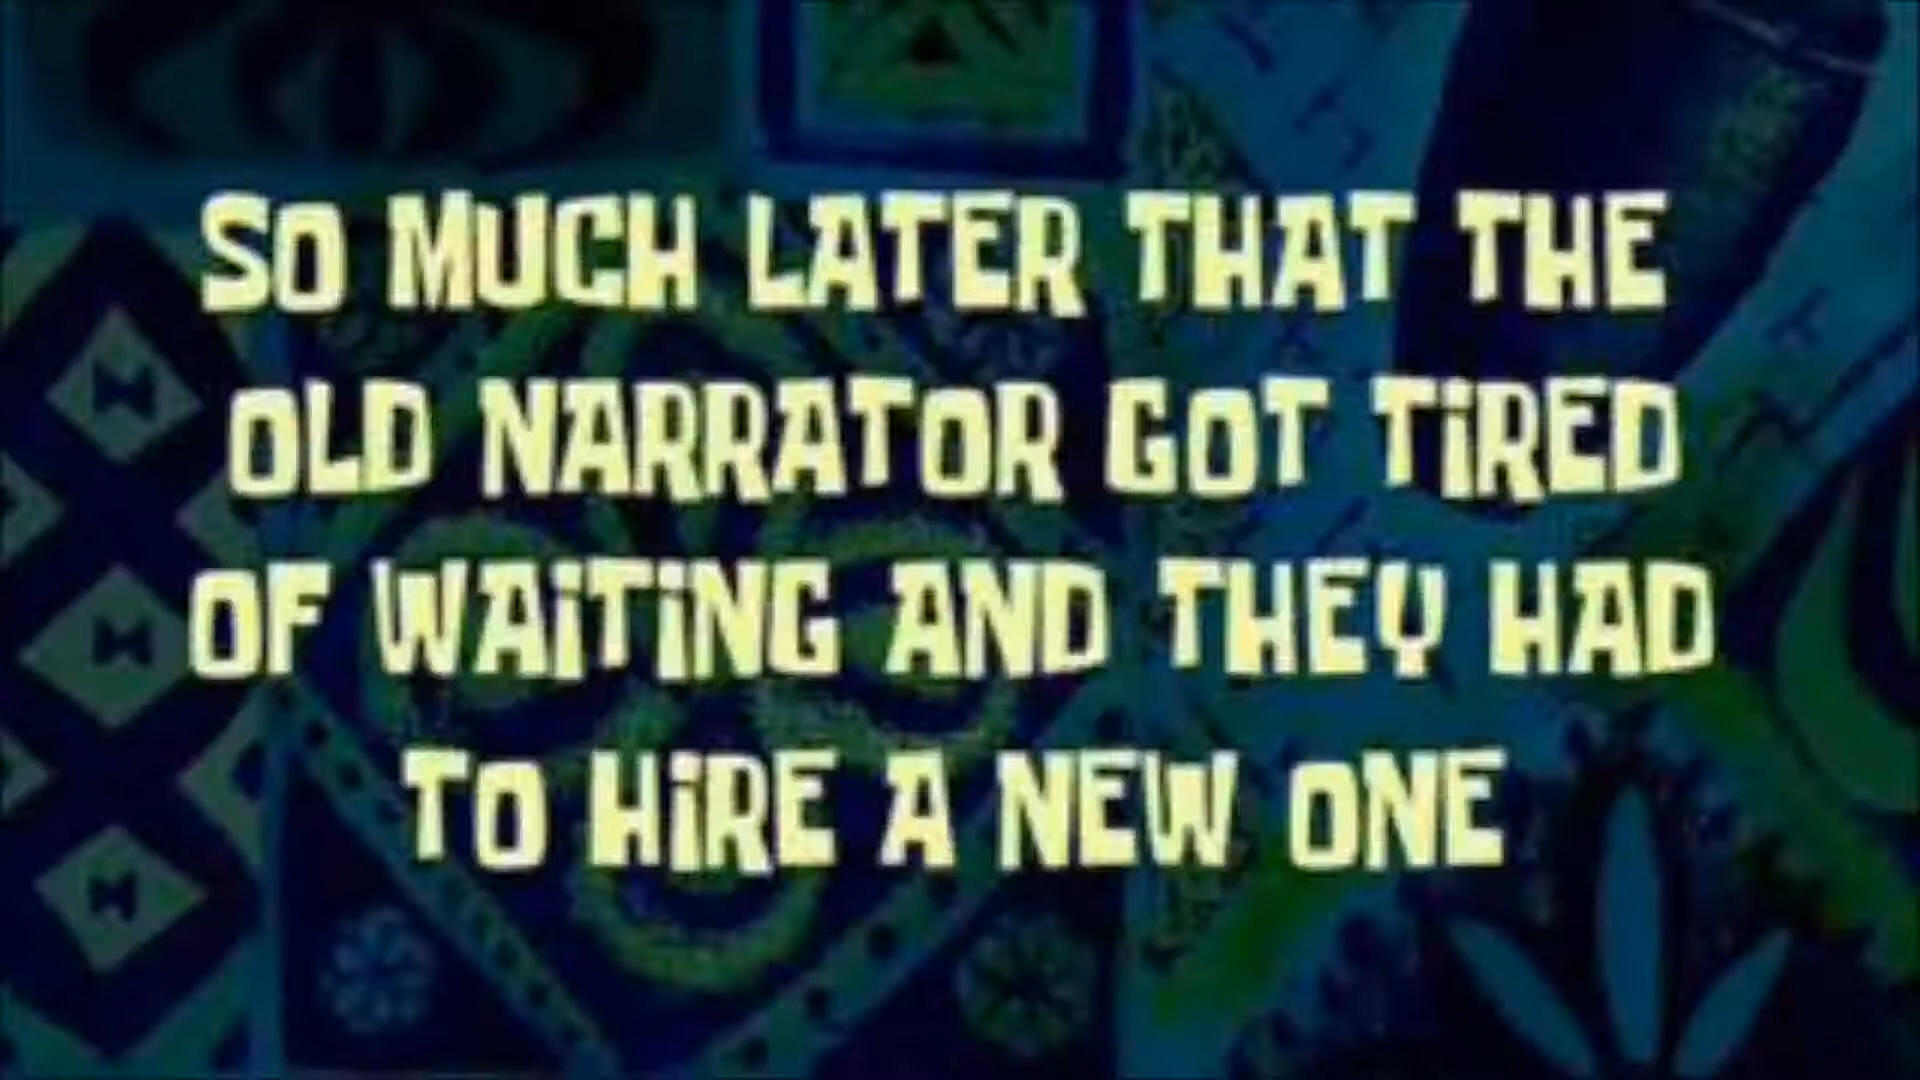 SO MUCH LATER THAT THE
OLD NARRATOR GOT TiRED
OF WAiTiNG AND THEY HAD
TO HiRE A NEW ONE